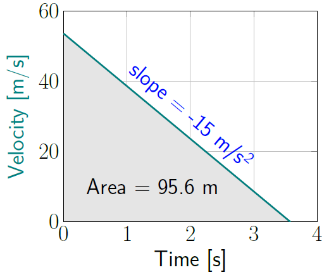 60
40
20
0
Velocity [m/s]
slope = -15 m/s²
Area = 95.6 m
0 1 2 3 4
Time [s]